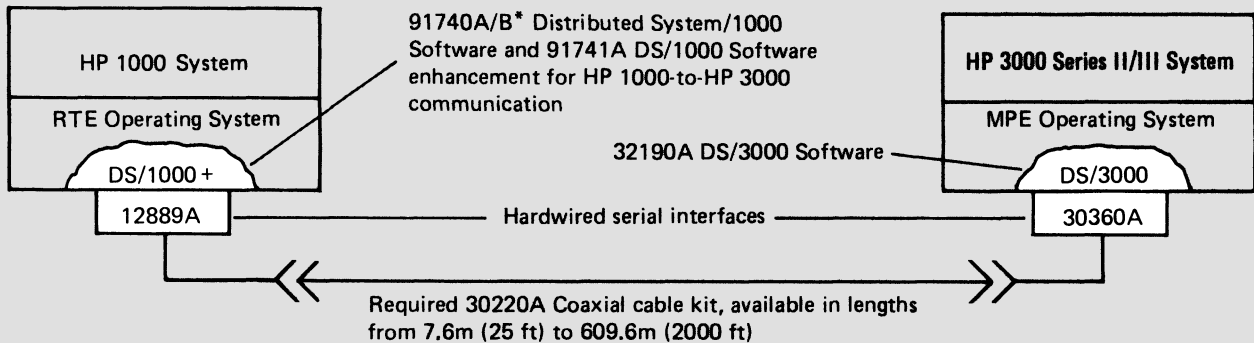 91740A/B* Distributed System/1000
Software and 91741A DS/1000 Software
enhancement for HP 1000-to-HP 3000
communication
HP 1000 System
RTE Operating System
DS/1000 +
12889A
HP 3000 Series II/III System
MPE Operating System
32190A DS/3000 Software
DS/3000
30360A
Hardwired serial interfaces
Required 30220A Coaxial cable kit, available in lengths
from 7.6m (25 ft) to 609.6m (2000 ft)